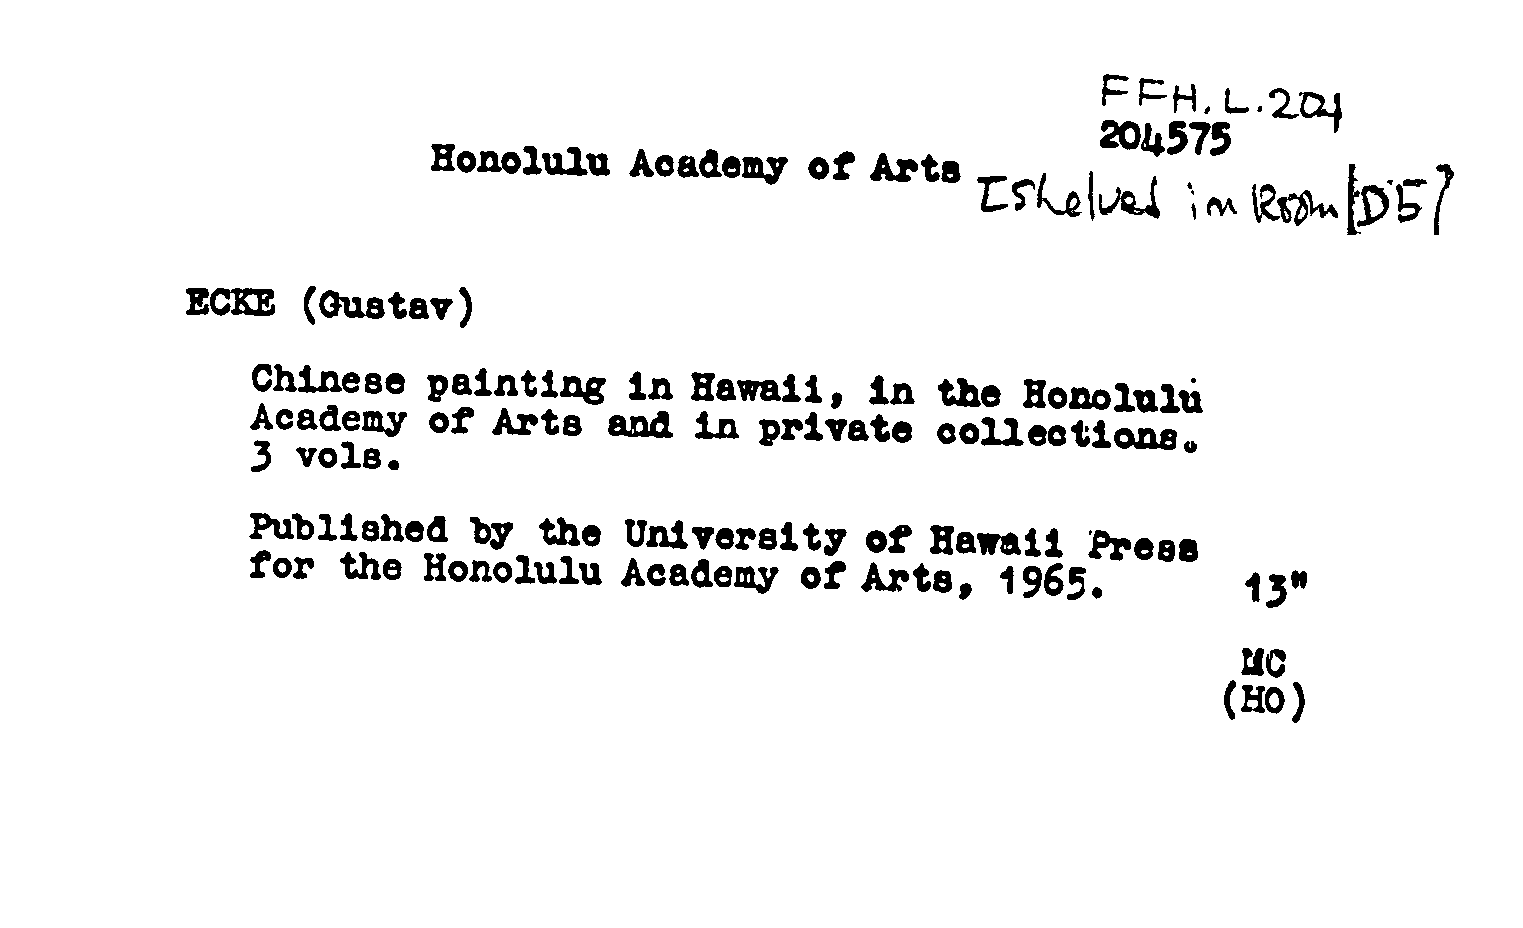 FFH.L.204
204575
Honolulu Academy of Arts
[Shelved in Room D5]
ECKE (Gustav)
Chinese painting in Hawaii, in the Honolulu
Academy of Arts and in private collections.
3 vols.
Published by the University of Hawaii Press
for the Honolulu Academy of Arts, 1965.
13"
MC
(HO)